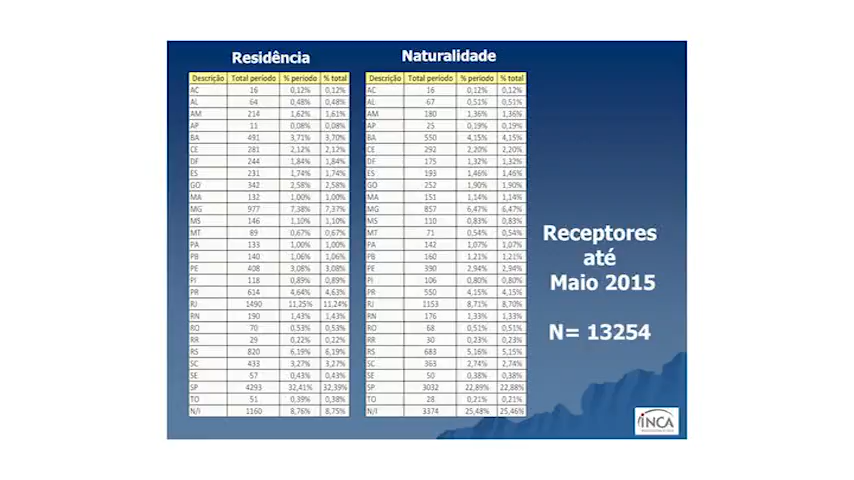 Residência
Descrição Total período % período % total
AC 16 0,12% 0,12%
AL 64 0,48% 0,48%
AM 214 1,62% 1,61%
AP 11 0,08% 0,08%
BA 491 3,71% 3,70%
CE 281 2,12% 2,12%
DF 244 1,84% 1,84%
ES 231 1,74% 1,74%
GO 342 2,58% 2,58%
MA 132 1,00% 1,00%
MG 977 7,38% 7,37%
MS 146 1,10% 1,10%
MT 89 0,67% 0,67%
PA 133 1,00% 1,00%
PB 140 1,06% 1,06%
PE 408 3,08% 3,08%
PI 118 0,89% 0,89%
PR 614 4,64% 4,63%
RJ 1490 11,25% 11,24%
RN 190 1,43% 1,43%
RO 70 0,53% 0,53%
RR 29 0,22% 0,22%
RS 820 6,19% 6,19%
SC 433 3,27% 3,27%
SE 57 0,43% 0,43%
SP 4293 32,41% 32,39%
TO 51 0,39% 0,38%
N/I 1160 8,76% 8,75%
Naturalidade
Descrição Total período % período % total
AC 16 0,12% 0,12%
AL 67 0,51% 0,51%
AM 180 1,36% 1,36%
AP 25 0,19% 0,19%
BA 550 4,15% 4,15%
CE 292 2,20% 2,20%
DF 175 1,32% 1,32%
ES 193 1,46% 1,46%
GO 252 1,90% 1,90%
MA 151 1,14% 1,14%
MG 857 6,47% 6,47%
MS 110 0,83% 0,83%
MT 71 0,54% 0,54%
PA 142 1,07% 1,07%
PB 160 1,21% 1,21%
PE 390 2,94% 2,94%
PI 106 0,80% 0,80%
PR 550 4,15% 4,15%
RJ 1153 8,71% 8,70%
RN 176 1,33% 1,33%
RO 68 0,51% 0,51%
RR 30 0,23% 0,23%
RS 683 5,16% 5,15%
SC 363 2,74% 2,74%
SE 50 0,38% 0,38%
SP 3032 22,89% 22,88%
TO 28 0,21% 0,21%
N/I 3374 25,48% 25,46%
Receptores
até
Maio 2015
N= 13254
INCA